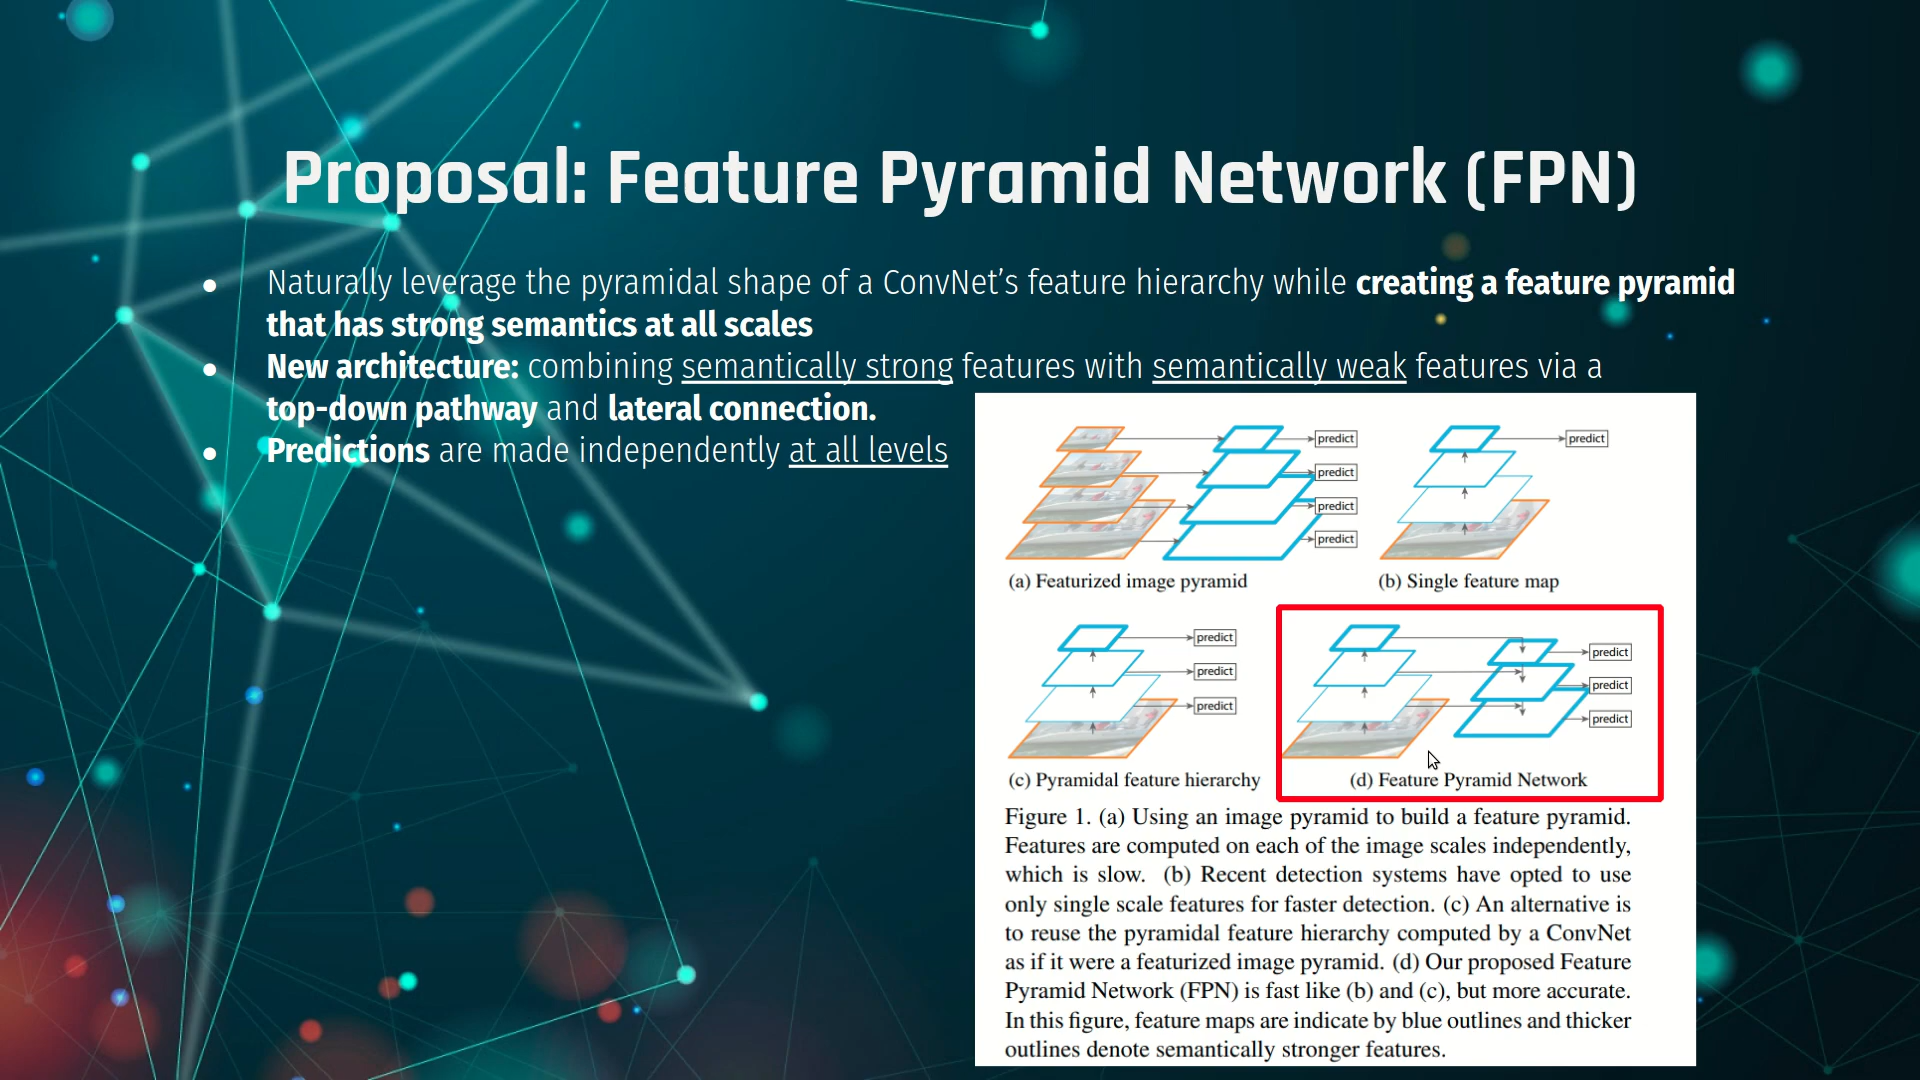 Proposal: Feature Pyramid Network (FPN)
● Naturally leverage the pyramidal shape of a ConvNet’s feature hierarchy while creating a feature pyramid
that has strong semantics at all scales
● New architecture: combining semantically strong features with semantically weak features via a
top-down pathway and lateral connection.
● Predictions are made independently at all levels
predict
predict
predict
predict
(a) Featurized image pyramid
predict
(b) Single feature map
predict
predict
predict
(c) Pyramidal feature hierarchy
predict
predict
predict
(d) Feature Pyramid Network
Figure 1. (a) Using an image pyramid to build a feature pyramid.
Features are computed on each of the image scales independently,
which is slow. (b) Recent detection systems have opted to use
only single scale features for faster detection. (c) An alternative is
to reuse the pyramidal feature hierarchy computed by a ConvNet
as if it were a featurized image pyramid. (d) Our proposed Feature
Pyramid Network (FPN) is fast like (b) and (c), but more accurate.
In this figure, feature maps are indicate by blue outlines and thicker
outlines denote semantically stronger features.